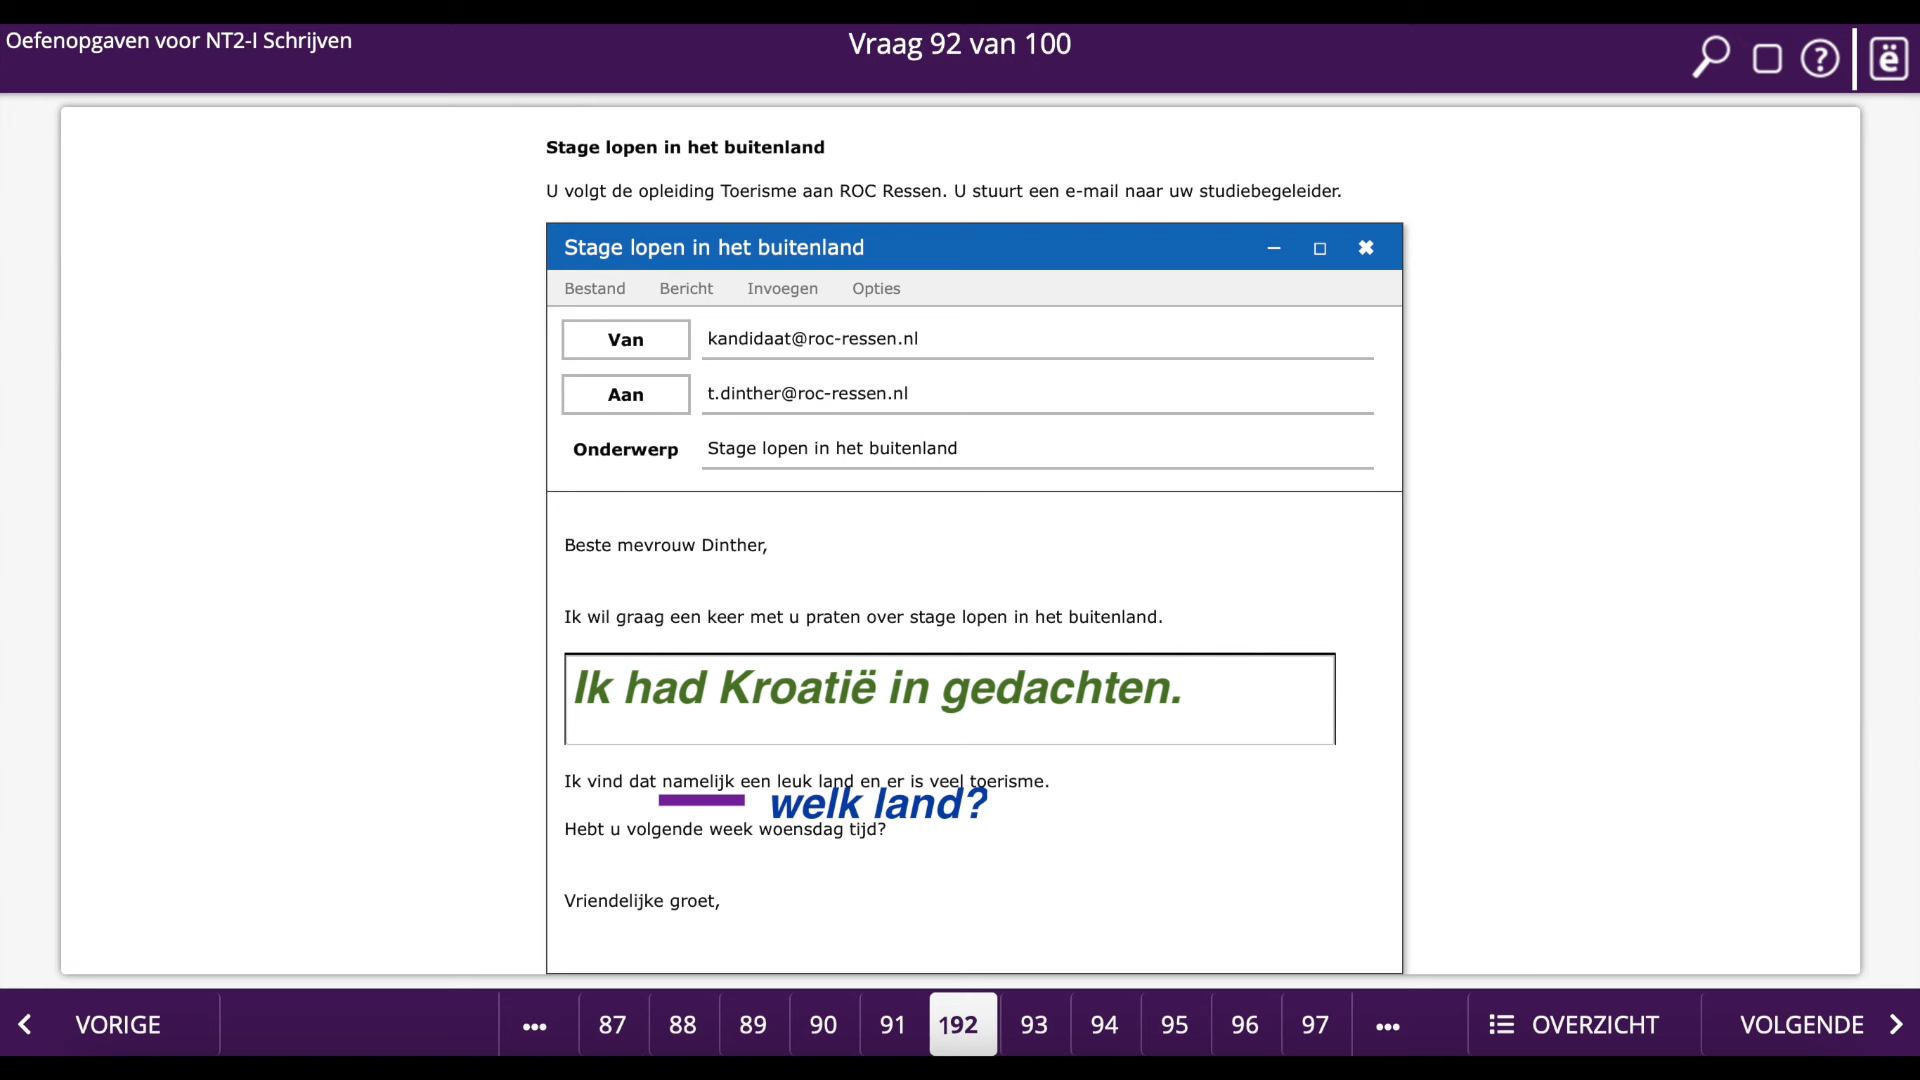 Oefenopgaven voor NT2-I Schrijven
Vraag 92 van 100
?
ë
Stage lopen in het buitenland
U volgt de opleiding Toerisme aan ROC Ressen. U stuurt een e-mail naar uw studiebegeleider.
Stage lopen in het buitenland
Bestand Bericht Invoegen Opties
Van kandidaat@roc-ressen.nl
Aan t.dinther@roc-ressen.nl
Onderwerp Stage lopen in het buitenland
Beste mevrouw Dinther,
Ik wil graag een keer met u praten over stage lopen in het buitenland.
Ik had Kroatië in gedachten.
Ik vind dat namelijk een leuk land en er is veel toerisme.
welk land?
Hebt u volgende week woensdag tijd?
Vriendelijke groet,
VORIGE ... 87 88 89 90 91 192 93 94 95 96 97 ... OVERZICHT VOLGENDE